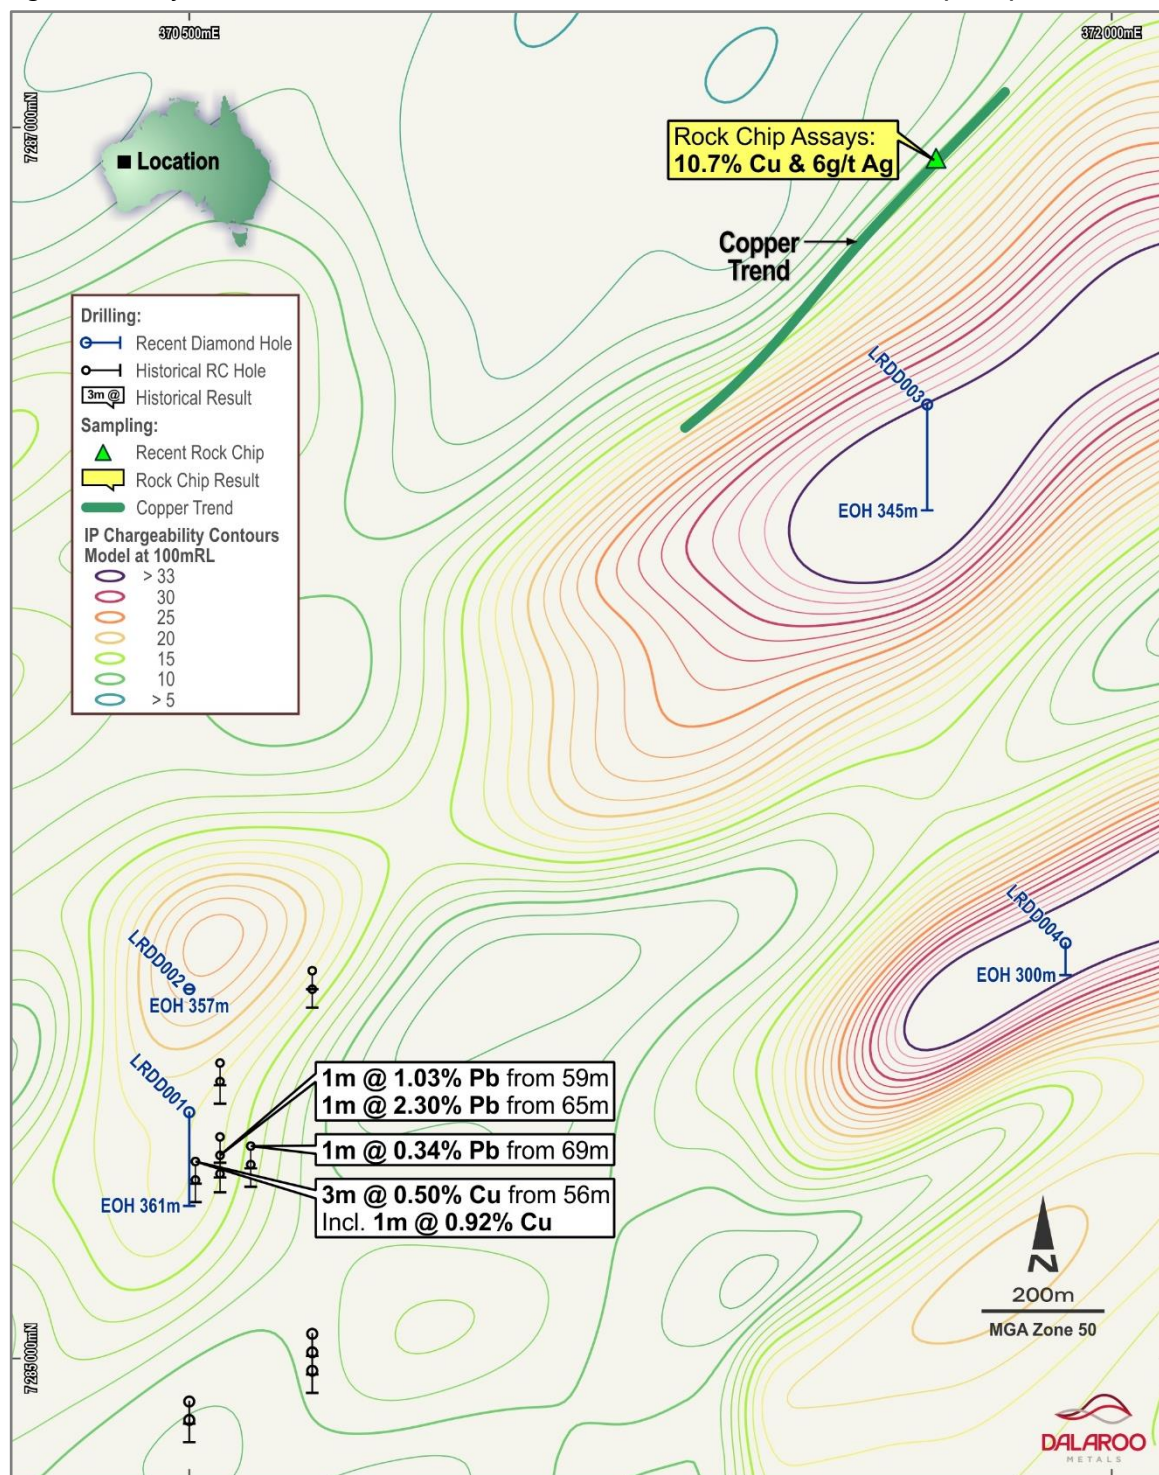 370 500mE
372 000mE
7 287 000mN
Location
Rock Chip Assays:
10.7% Cu & 6g/t Ag
Copper
Trend
Drilling:
Recent Diamond Hole
Historical RC Hole
3m @
Historical Result
Sampling:
Recent Rock Chip
Rock Chip Result
Copper Trend
IP Chargeability Contours
Model at 100mRL
> 33
30
25
20
15
10
> 5
LRDD003
EOH 345m
LRDD004
EOH 300m
LRDD002
EOH 357m
LRDD001
EOH 361m
1m @ 1.03% Pb from 59m
1m @ 2.30% Pb from 65m
1m @ 0.34% Pb from 69m
3m @ 0.50% Cu from 56m
Incl. 1m @ 0.92% Cu
N
200m
MGA Zone 50
7 285 000mN
DALAROO
METALS